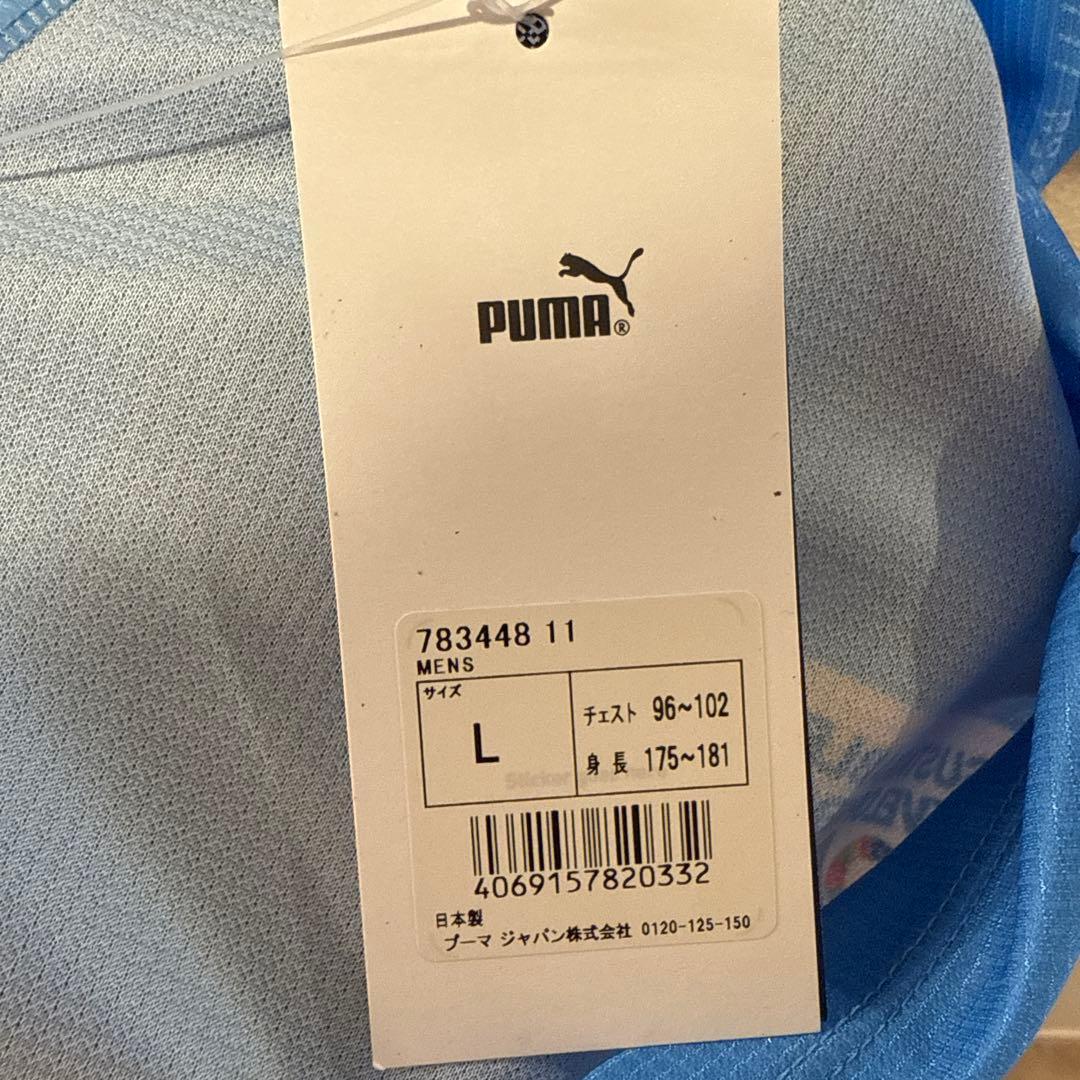 PUMA®
783448 11
MENS
サイズ
L
チェスト 96~102
身長 175~181
Sticker
4069157820332
日本製
プーマ ジャパン株式会社 0120-125-150